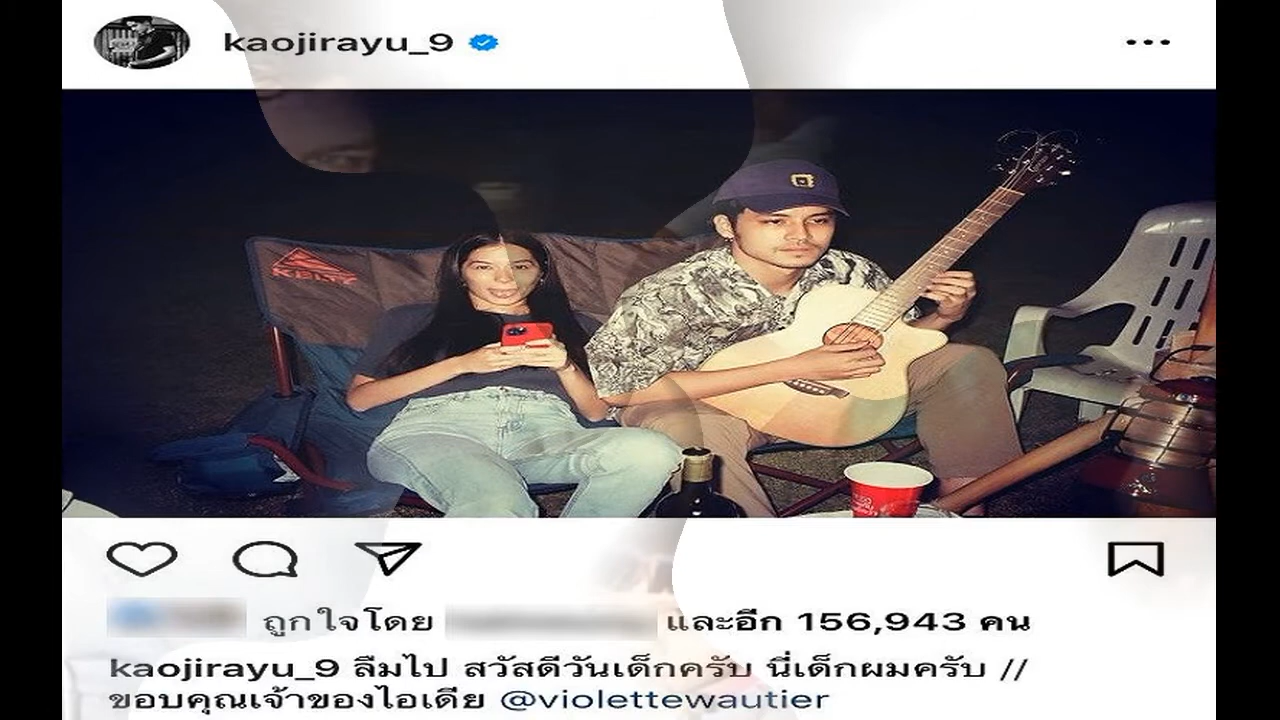 kaojirayu_9
KELTY
ถูกใจโดย และอีก 156,943 คน
kaojirayu_9 ลืมไป สวัสดีวันเด็กครับ นี่เด็กผมครับ //
ขอบคุณเจ้าของไอเดีย @violettewautier